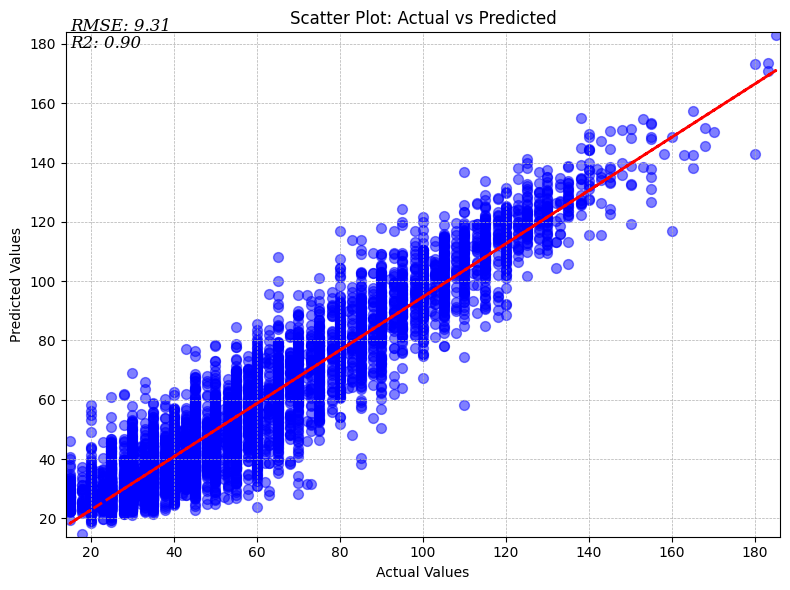 Scatter Plot: Actual vs Predicted
RMSE: 9.31
R2: 0.90
180
160
140
120
100
80
60
40
20
Predicted Values
20 40 60 80 100 120 140 160 180
Actual Values